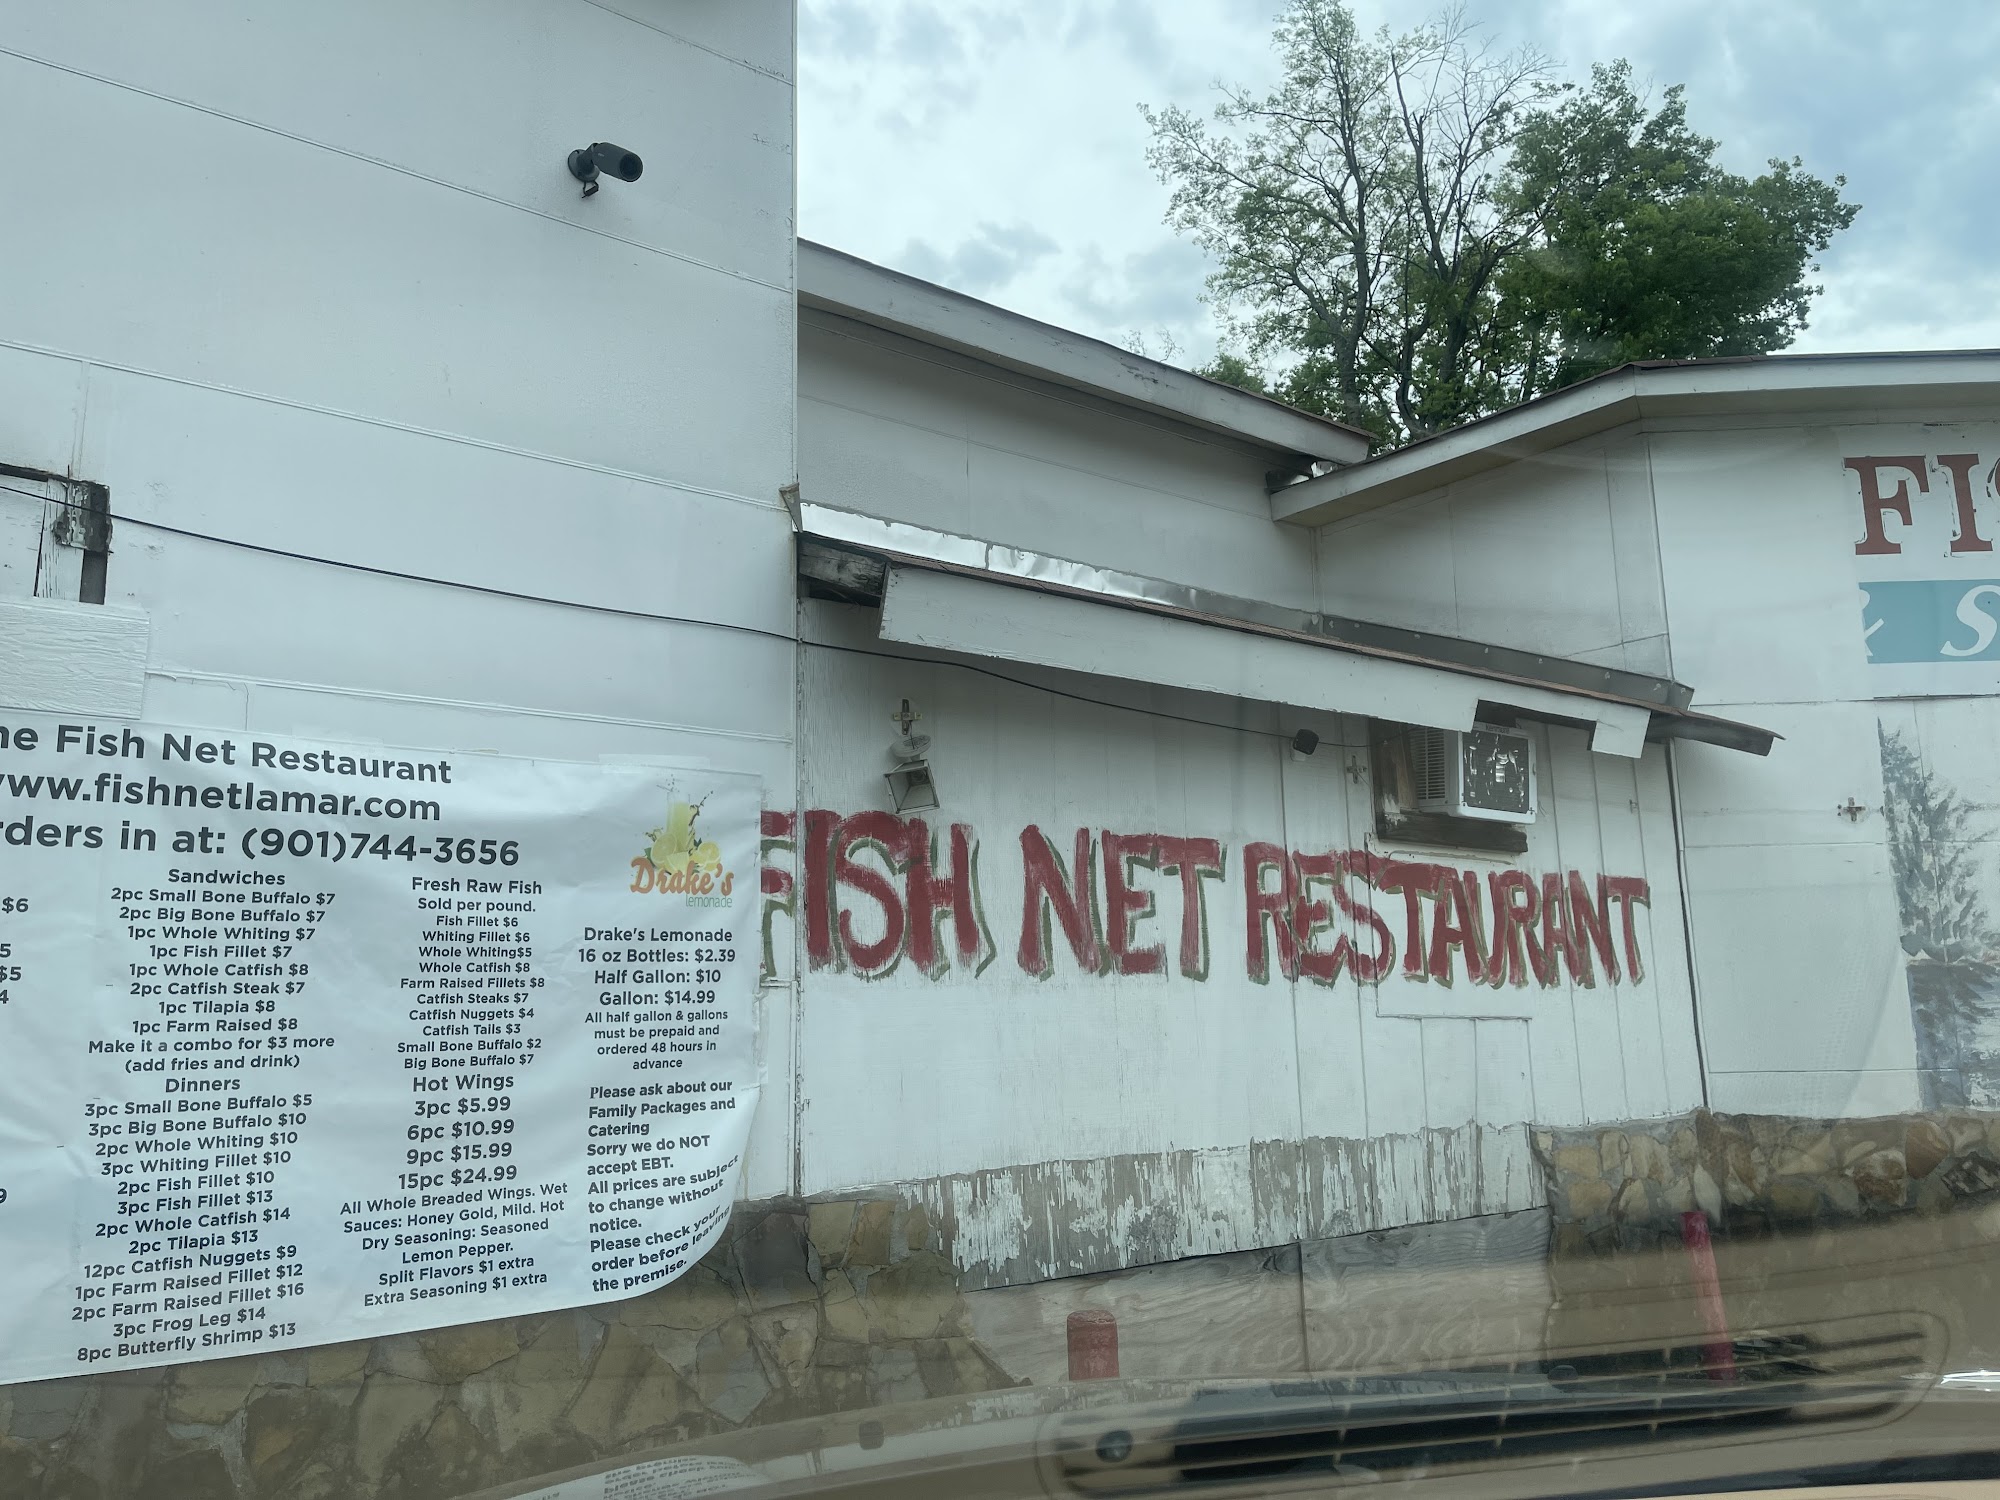 Fish Net Restaurant
www.fishnetlamar.com
in at: (901)744-3656
$6
$5
Sandwiches
2pc Small Bone Buffalo $7
2pc Big Bone Buffalo $7
1pc Whole Whiting $7
1pc Fish Fillet $7
1pc Whole Catfish $8
2pc Catfish Steak $7
1pc Tilapia $8
1pc Farm Raised $8
Make it a combo for $3 more
(add fries and drink)
Dinners
3pc Small Bone Buffalo $5
3pc Big Bone Buffalo $10
2pc Whole Whiting $10
3pc Whiting Fillet $10
2pc Fish Fillet $10
3pc Fish Fillet $13
2pc Whole Catfish $14
2pc Tilapia $13
12pc Catfish Nuggets $9
1pc Farm Raised Fillet $12
2pc Farm Raised Fillet $16
3pc Frog Leg $14
8pc Butterfly Shrimp $13
Fresh Raw Fish
Sold per pound.
Fish Fillet $6
Whiting Fillet $6
Whole Whiting$5
Whole Catfish $8
Farm Raised Fillets $8
Catfish Steaks $7
Catfish Nuggets $4
Catfish Tails $3
Small Bone Buffalo $2
Big Bone Buffalo $7
Hot Wings
3pc $5.99
6pc $10.99
9pc $15.99
15pc $24.99
All Whole Breaded Wings. Wet
Sauces: Honey Gold, Mild. Hot
Dry Seasoning: Seasoned
Lemon Pepper.
Split Flavors $1 extra
Extra Seasoning $1 extra
Drake's
lemonade
Drake's Lemonade
16 oz Bottles: $2.39
Half Gallon: $10
Gallon: $14.99
All half gallon & gallons
must be prepaid and
ordered 48 hours in
advance
Please ask about our
Family Packages and
Catering
Sorry we do NOT
accept EBT.
All prices are subject
to change without
notice.
Please check your
order before leaving
the premise.
FISH NET RESTAURANT
FI
& S